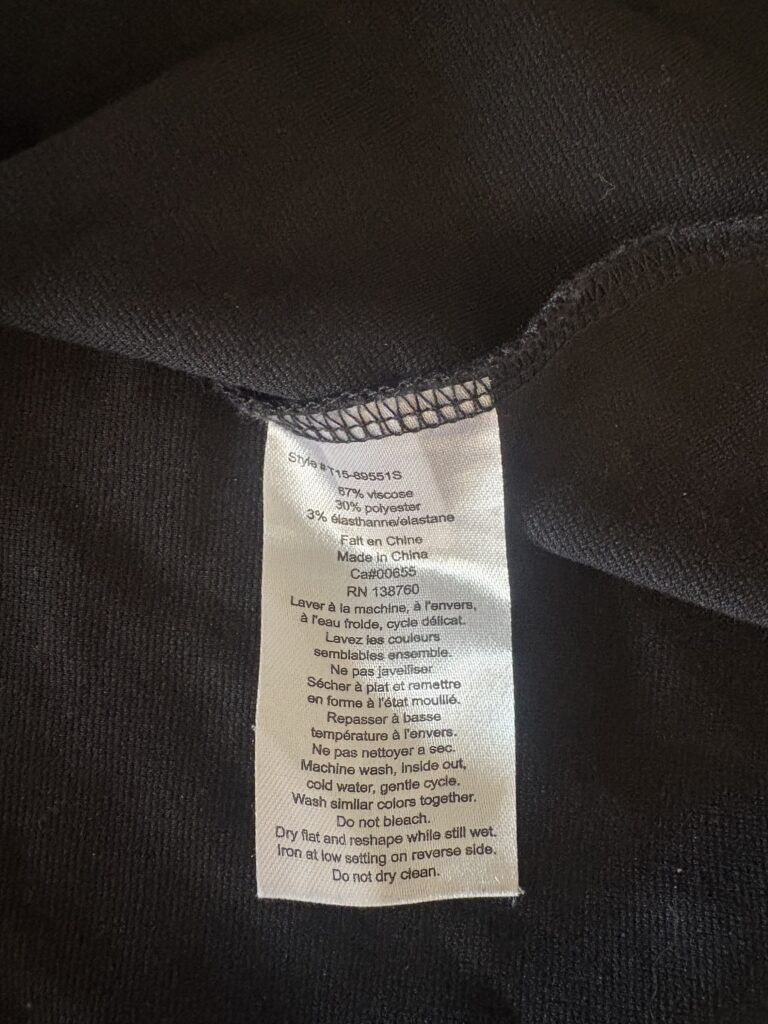 Style # T15-89551S
67% viscose
30% polyester
3% élasthanne/elastane
Fait en Chine
Made in China
Ca#00655
RN 138760
Laver à la machine, à l'envers,
à l'eau froide, cycle délicat.
Lavez les couleurs
semblables ensemble.
Ne pas javelliser
Sécher à plat et remettre
en forme à l'état mouillé.
Repasser à basse
température à l'envers.
Ne pas nettoyer a sec.
Machine wash, inside out,
cold water, gentle cycle.
Wash similar colors together.
Do not bleach.
Dry flat and reshape while still wet.
Iron at low setting on reverse side.
Do not dry clean.